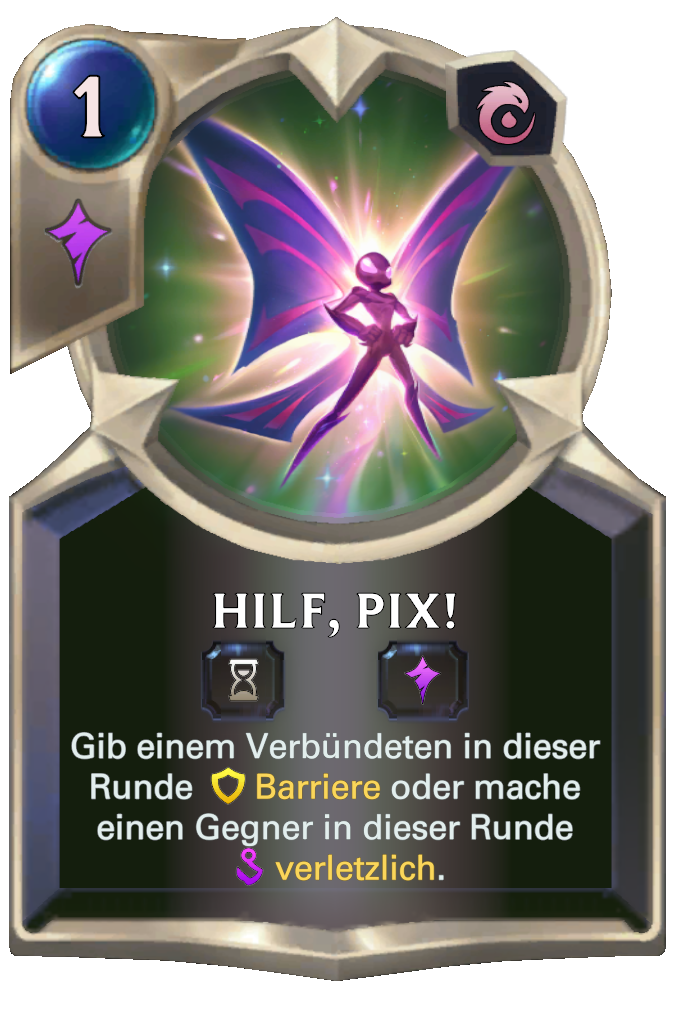 1
HILF, PIX!
Gib einem Verbündeten in dieser
Runde Barriere oder mache
einen Gegner in dieser Runde
verletzlich.